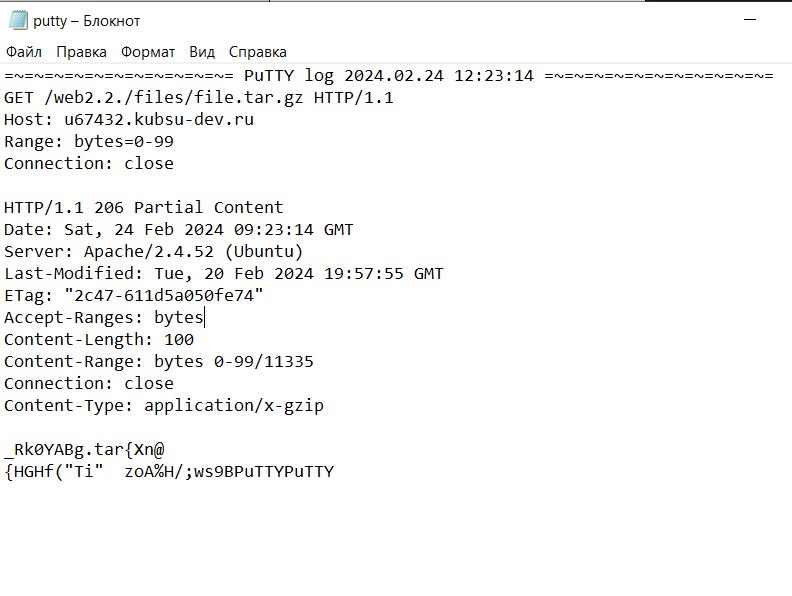 putty – Блокнот
Файл Правка Формат Вид Справка
=~=~=~=~=~=~=~=~=~=~=~= PuTTY log 2024.02.24 12:23:14 =~=~=~=~=~=~=~=~=~=~=~=
GET /web2.2./files/file.tar.gz HTTP/1.1
Host: u67432.kubsu-dev.ru
Range: bytes=0-99
Connection: close

HTTP/1.1 206 Partial Content
Date: Sat, 24 Feb 2024 09:23:14 GMT
Server: Apache/2.4.52 (Ubuntu)
Last-Modified: Tue, 20 Feb 2024 19:57:55 GMT
ETag: "2c47-611d5a050fe74"
Accept-Ranges: bytes
Content-Length: 100
Content-Range: bytes 0-99/11335
Connection: close
Content-Type: application/x-gzip

_Rk0YABg.tar{Xn@
{HGHf("Ti"  zoA%H/;ws9BPuTTYPuTTY